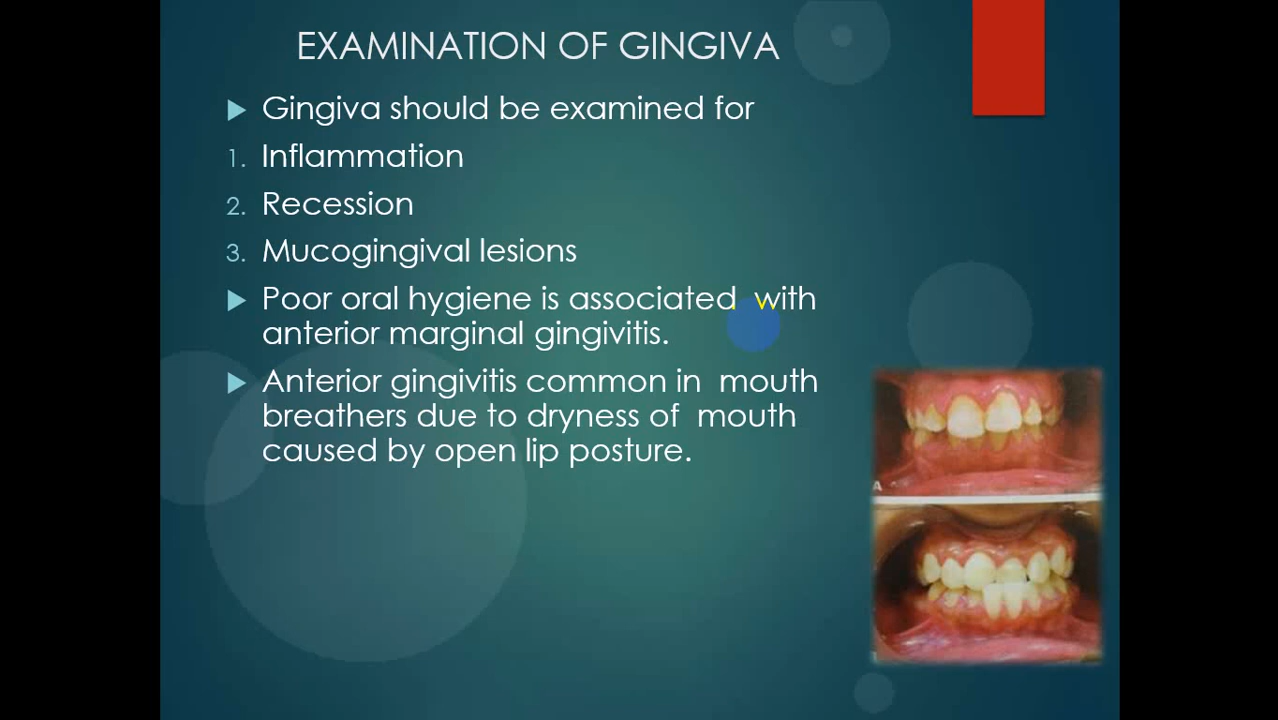 EXAMINATION OF GINGIVA
Gingiva should be examined for
1. Inflammation
2. Recession
3. Mucogingival lesions
Poor oral hygiene is associated with
anterior marginal gingivitis.
Anterior gingivitis common in mouth
breathers due to dryness of mouth
caused by open lip posture.
A